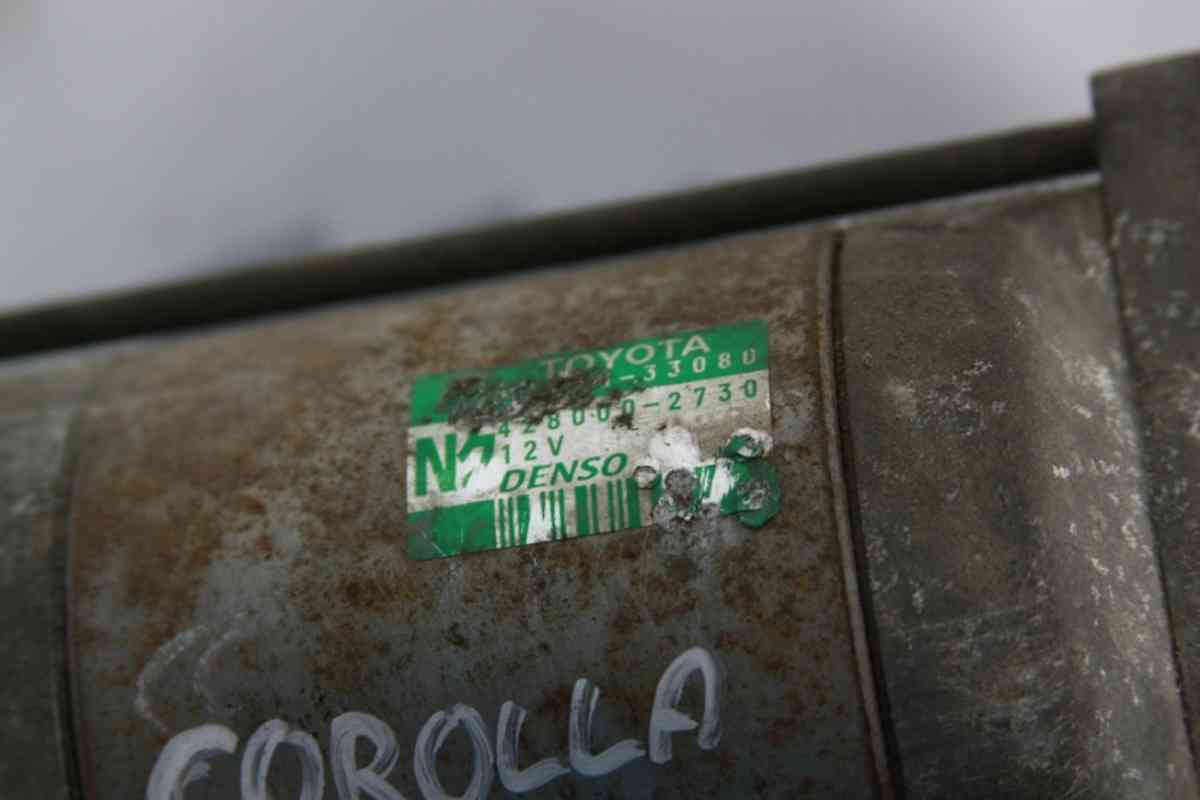 TOYOTA
-33080
428000-2730
12V
DENSO
COROLLA